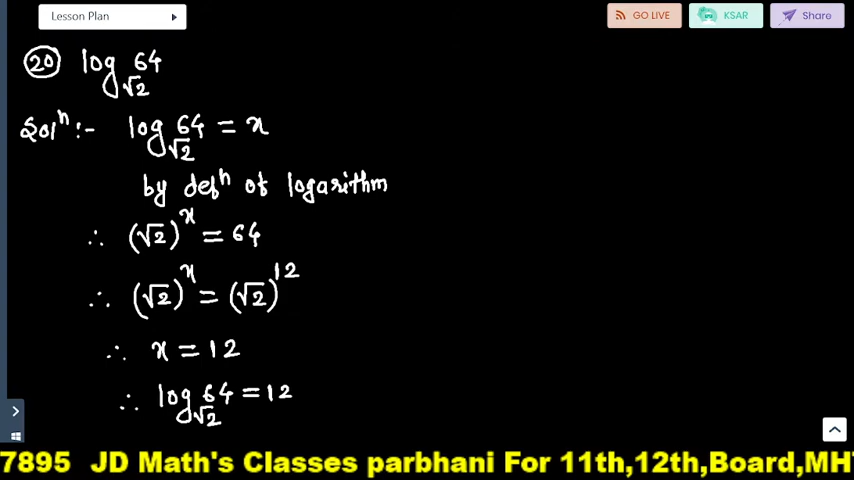 Lesson Plan
GO LIVE
KSAR
Share
20 log√2 64
Solⁿ :- log√2 64 = x
by defⁿ of logarithm
∴ (√2)^x = 64
∴ (√2)^x = (√2)^12
∴ x = 12
∴ log√2 64 = 12
7895 JD Math's Classes parbhani For 11th,12th,Board,MHT